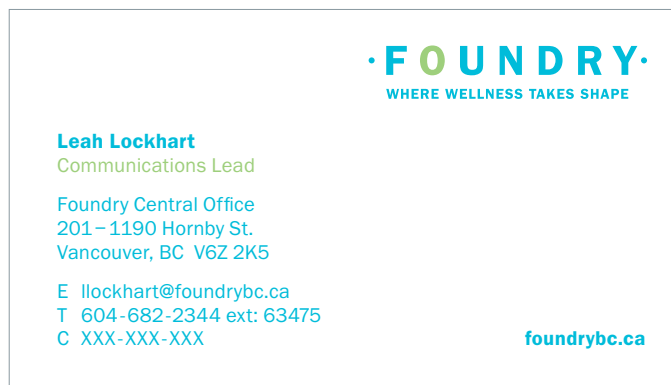 ·FOUNDRY·
WHERE WELLNESS TAKES SHAPE
Leah Lockhart
Communications Lead
Foundry Central Office
201–1190 Hornby St.
Vancouver, BC  V6Z 2K5
E  llockhart@foundrybc.ca
T  604-682-2344 ext: 63475
C  XXX-XXX-XXX
foundrybc.ca